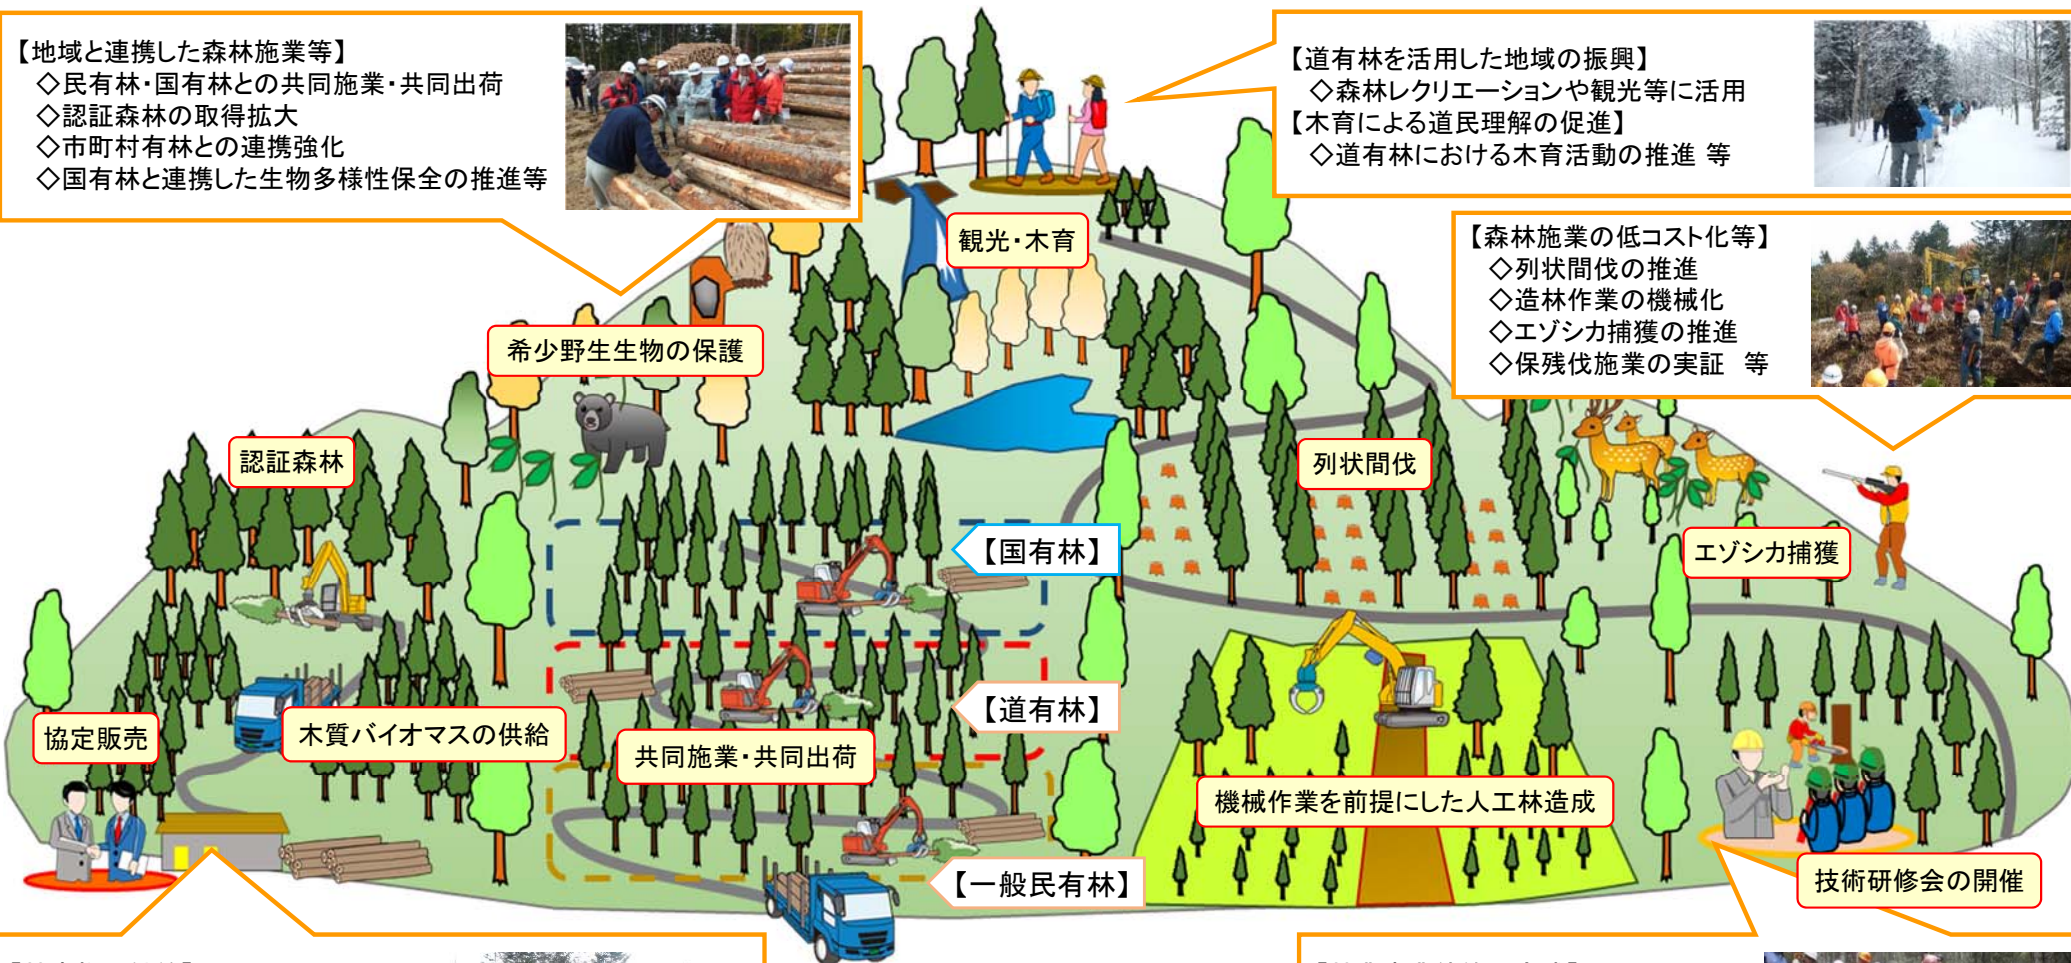 【地域と連携した森林施業等】
◇民有林・国有林との共同施業・共同出荷
◇認証森林の取得拡大
◇市町村有林との連携強化
◇国有林と連携した生物多様性保全の推進等
【道有林を活用した地域の振興】
◇森林レクリエーションや観光等に活用
【木育による道民理解の促進】
◇道有林における木育活動の推進 等
【森林施業の低コスト化等】
◇列状間伐の推進
◇造林作業の機械化
◇エゾシカ捕獲の推進
◇保残伐施業の実証 等
観光・木育
希少野生生物の保護
認証森林
列状間伐
【国有林】
エゾシカ捕獲
【道有林】
協定販売
木質バイオマスの供給
共同施業・共同出荷
機械作業を前提にした人工林造成
【一般民有林】
技術研修会の開催